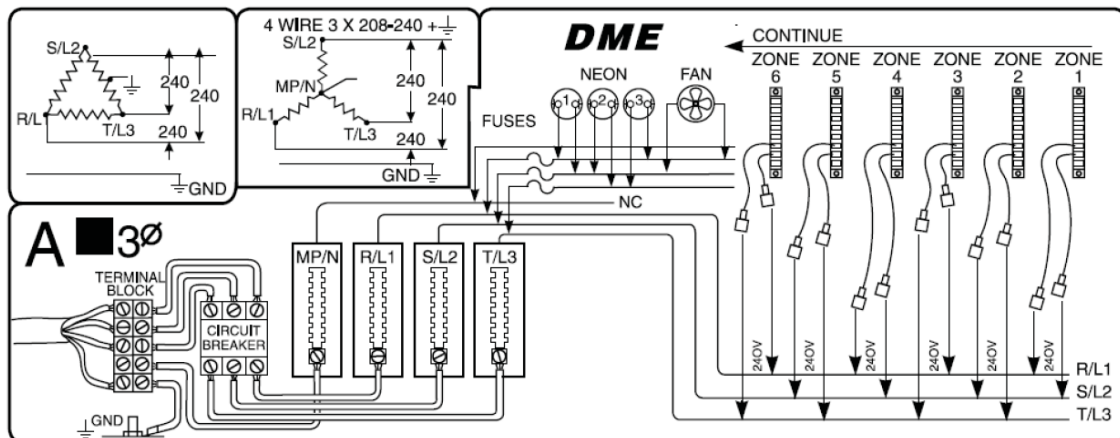 S/L2
240
240
R/L
T/L3
240
GND
4 WIRE 3 X 208-240 +
S/L2
MP/N
240
240
R/L1
T/L3
240
GND
DME
NEON
1
2
3
FAN
FUSES
NC
CONTINUE
ZONE 6
ZONE 5
ZONE 4
ZONE 3
ZONE 2
ZONE 1
A 3Ø
TERMINAL
BLOCK
CIRCUIT
BREAKER
GND
MP/N
R/L1
S/L2
T/L3
240V
240V
240V
240V
240V
240V
R/L1
S/L2
T/L3